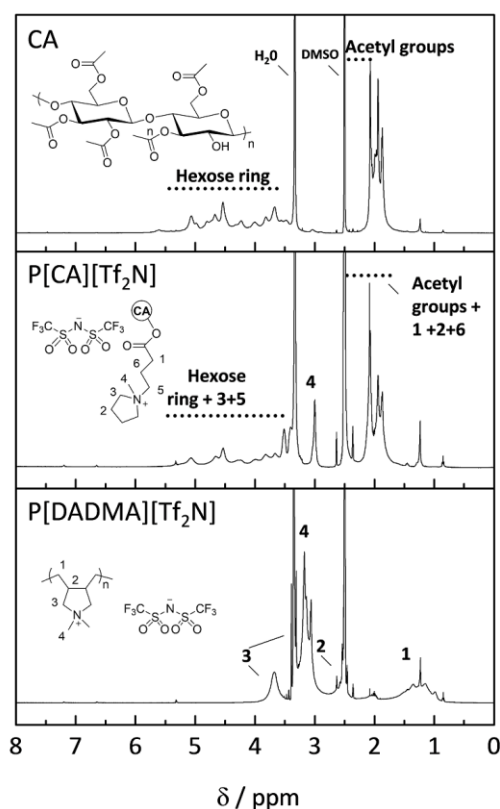 CA
H₂0
DMSO
Acetyl groups
O
O
O
O
O
O
O
O
O
O
O
O
n
O
O
OH
n
Hexose ring
P[CA][Tf₂N]
F₃C
S
N
−
S
CF₃
O O
O O
CA
O
O
1
6
4
5
3
N
+
2
Hexose
ring + 3+5
4
Acetyl
groups +
1 +2+6
P[DADMA][Tf₂N]
1
2
n
3
N
+
4
F₃C
S
N
−
S
CF₃
O O
O O
3
4
2
1
8 7 6 5 4 3 2 1 0
δ / ppm